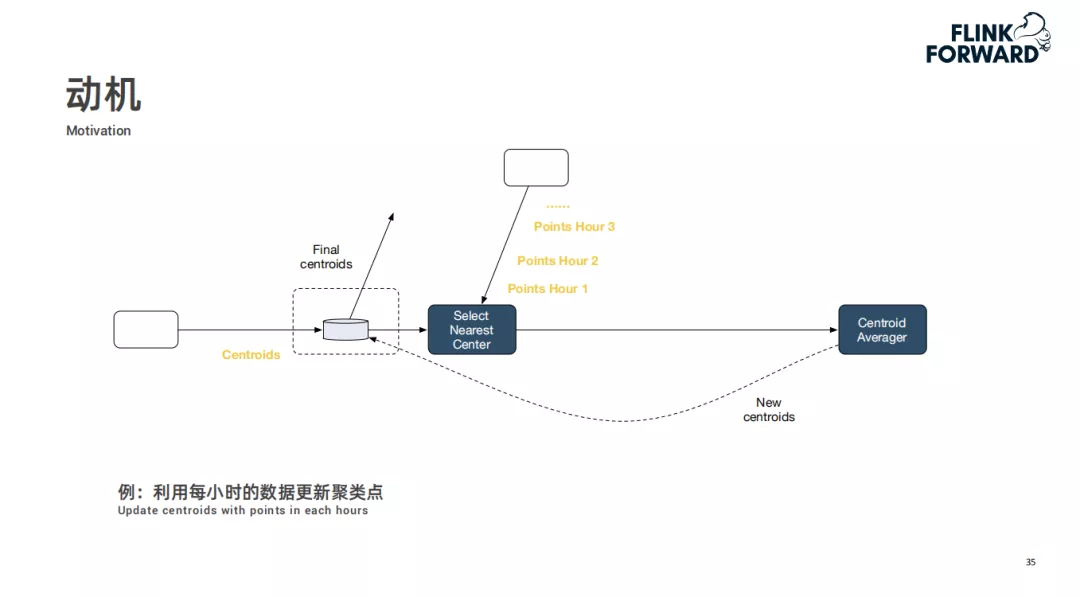 FLINK
FORWARD
动机
Motivation
......
Points Hour 3
Points Hour 2
Points Hour 1
Final
centroids
Centroids
Select
Nearest
Center
Centroid
Averager
New
centroids
例：利用每小时的数据更新聚类点
Update centroids with points in each hours
35